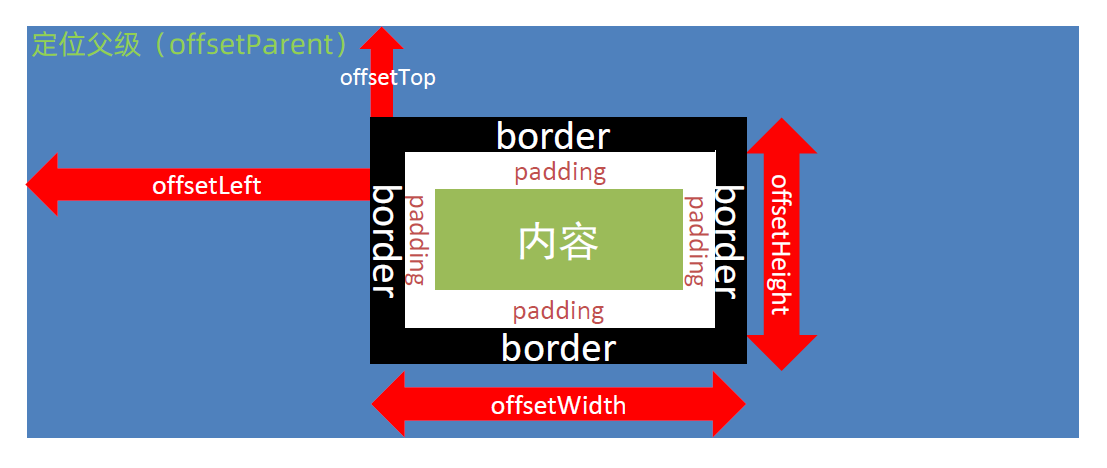 定位父级（offsetParent）
offsetTop
border
padding
offsetLeft
border
padding
内容
padding
border
offsetHeight
padding
border
offsetWidth